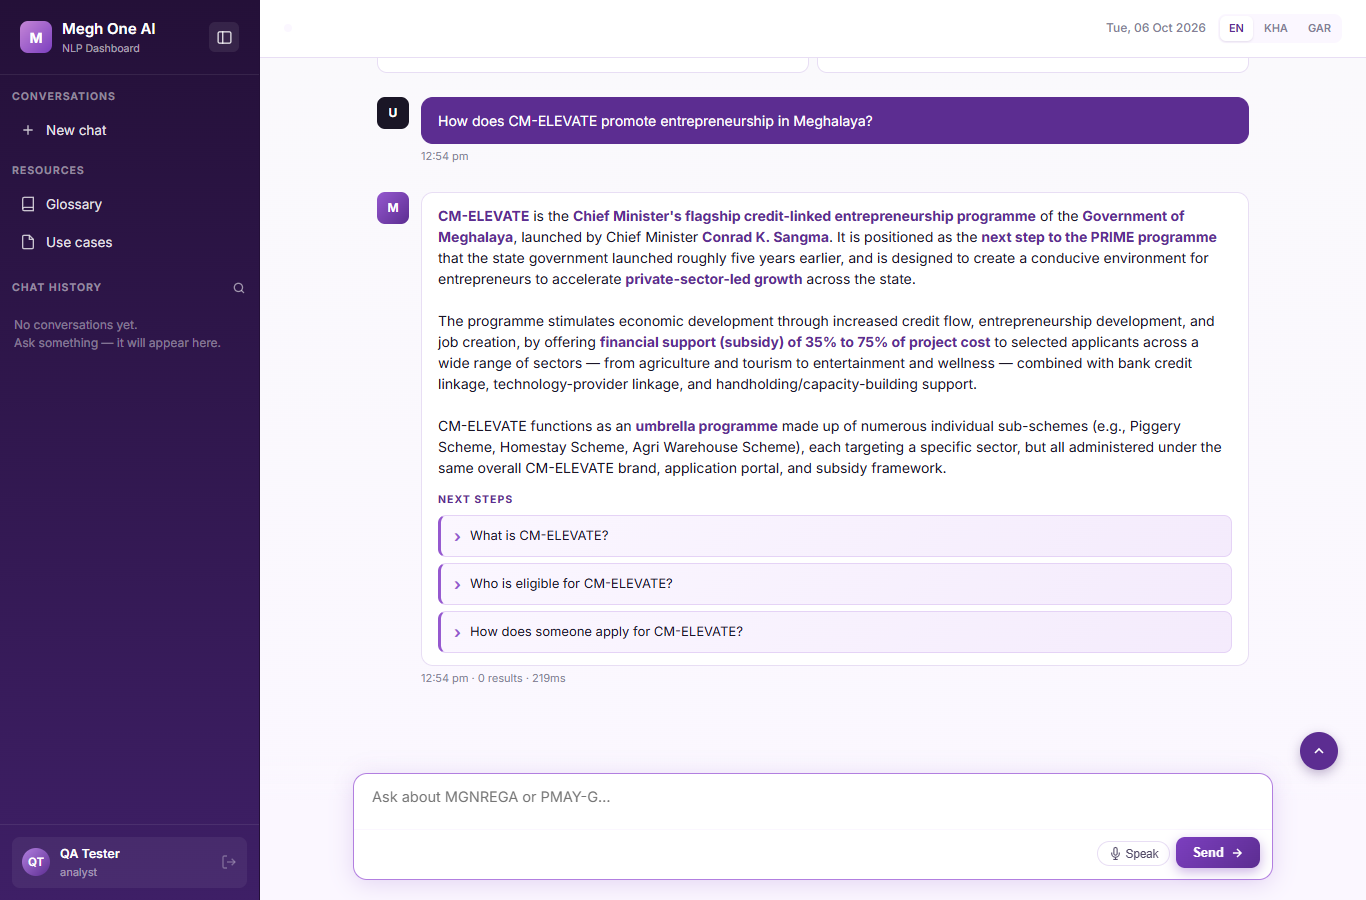 M
Megh One AI
NLP Dashboard
CONVERSATIONS
New chat
RESOURCES
Glossary
Use cases
CHAT HISTORY
No conversations yet.
Ask something — it will appear here.
QT
QA Tester
analyst
Tue, 06 Oct 2026
EN
KHA
GAR
U
How does CM-ELEVATE promote entrepreneurship in Meghalaya?
12:54 pm
M
CM-ELEVATE is the Chief Minister's flagship credit-linked entrepreneurship programme of the Government of
Meghalaya, launched by Chief Minister Conrad K. Sangma. It is positioned as the next step to the PRIME programme
that the state government launched roughly five years earlier, and is designed to create a conducive environment for
entrepreneurs to accelerate private-sector-led growth across the state.
The programme stimulates economic development through increased credit flow, entrepreneurship development, and
job creation, by offering financial support (subsidy) of 35% to 75% of project cost to selected applicants across a
wide range of sectors — from agriculture and tourism to entertainment and wellness — combined with bank credit
linkage, technology-provider linkage, and handholding/capacity-building support.
CM-ELEVATE functions as an umbrella programme made up of numerous individual sub-schemes (e.g., Piggery
Scheme, Homestay Scheme, Agri Warehouse Scheme), each targeting a specific sector, but all administered under the
same overall CM-ELEVATE brand, application portal, and subsidy framework.
NEXT STEPS
What is CM-ELEVATE?
Who is eligible for CM-ELEVATE?
How does someone apply for CM-ELEVATE?
12:54 pm · 0 results · 219ms
Ask about MGNREGA or PMAY-G...
Speak
Send →